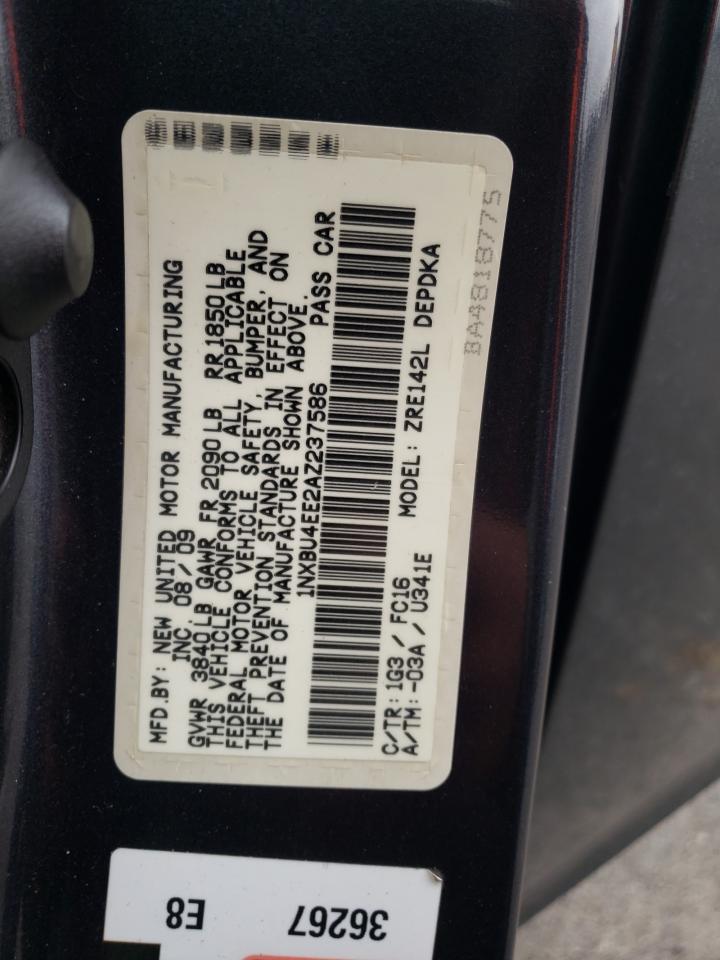 MFD.BY: NEW UNITED MOTOR MANUFACTURING
INC. 08/09
GVWR 3840LB GAWR FR 2090LB RR1850LB
THIS VEHICLE CONFORMS TO ALL APPLICABLE
FEDERAL MOTOR VEHICLE SAFETY, BUMPER, AND
THEFT PREVENTION STANDARDS IN EFFECT ON
THE DATE OF MANUFACTURE SHOWN ABOVE.
1NXBU4EE2AZ237586 PASS CAR
C/TR: 1G3 / FC16 MODEL: ZRE142L DEPDKA
A/TM: -03A / U341E
BA4818775
36267
E8